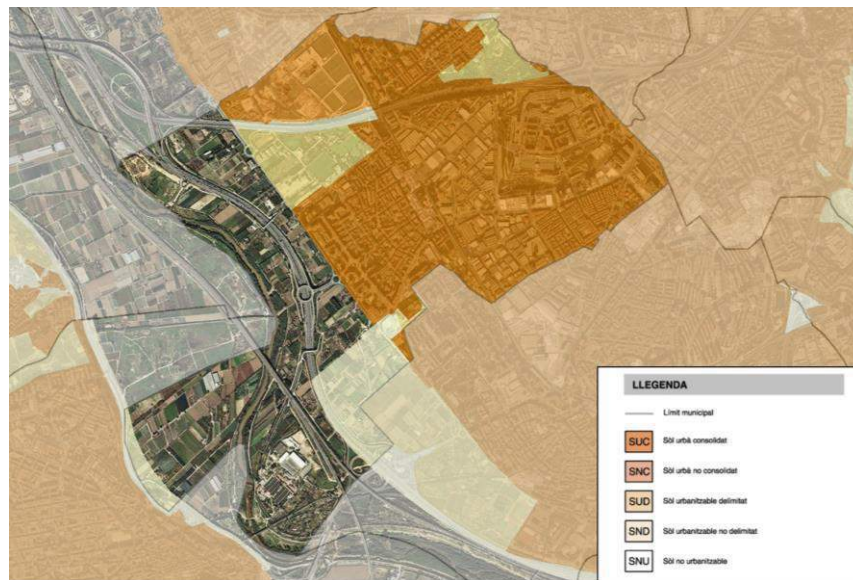 LLEGENDA
Límit municipal
SUC Sòl urbà consolidat
SNC Sòl urbà no consolidat
SUD Sòl urbanitzable delimitat
SND Sòl urbanitzable no delimitat
SNU Sòl no urbanitzable